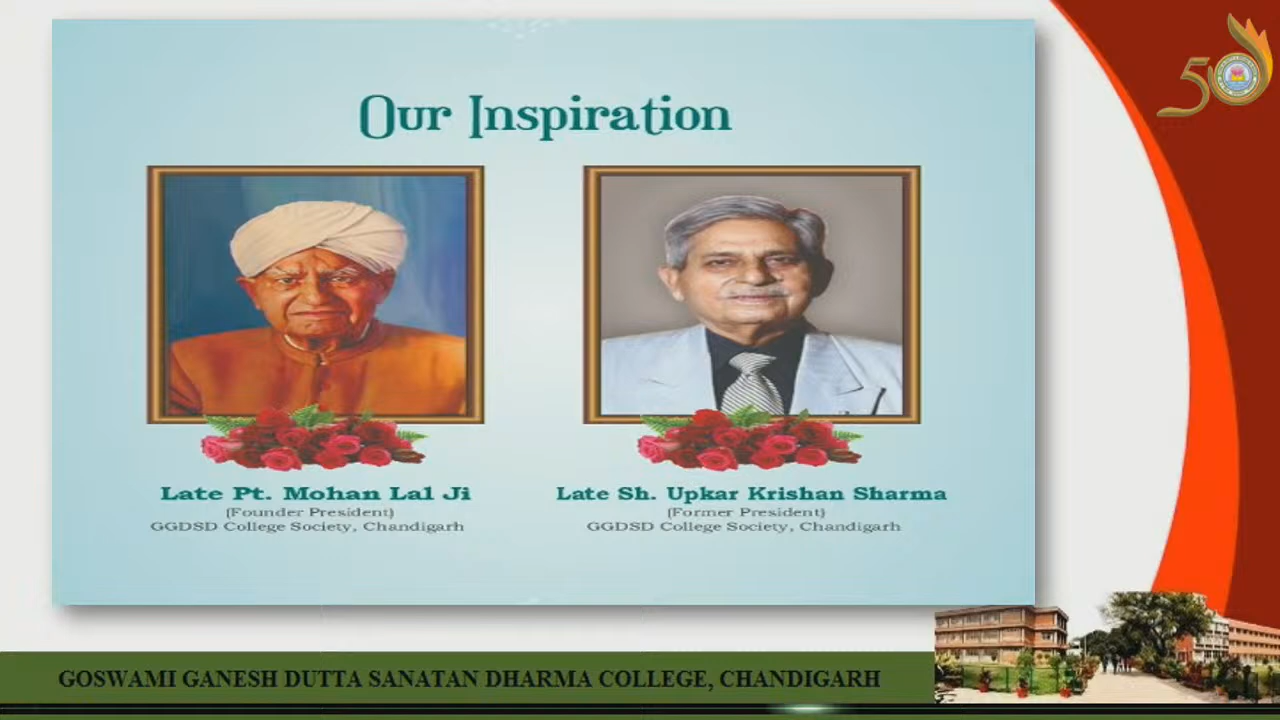 50
Our Inspiration
Late Pt. Mohan Lal Ji
(Founder President)
GGDSD College Society, Chandigarh
Late Sh. Upkar Krishan Sharma
(Former President)
GGDSD College Society, Chandigarh
GOSWAMI GANESH DUTTA SANATAN DHARMA COLLEGE, CHANDIGARH